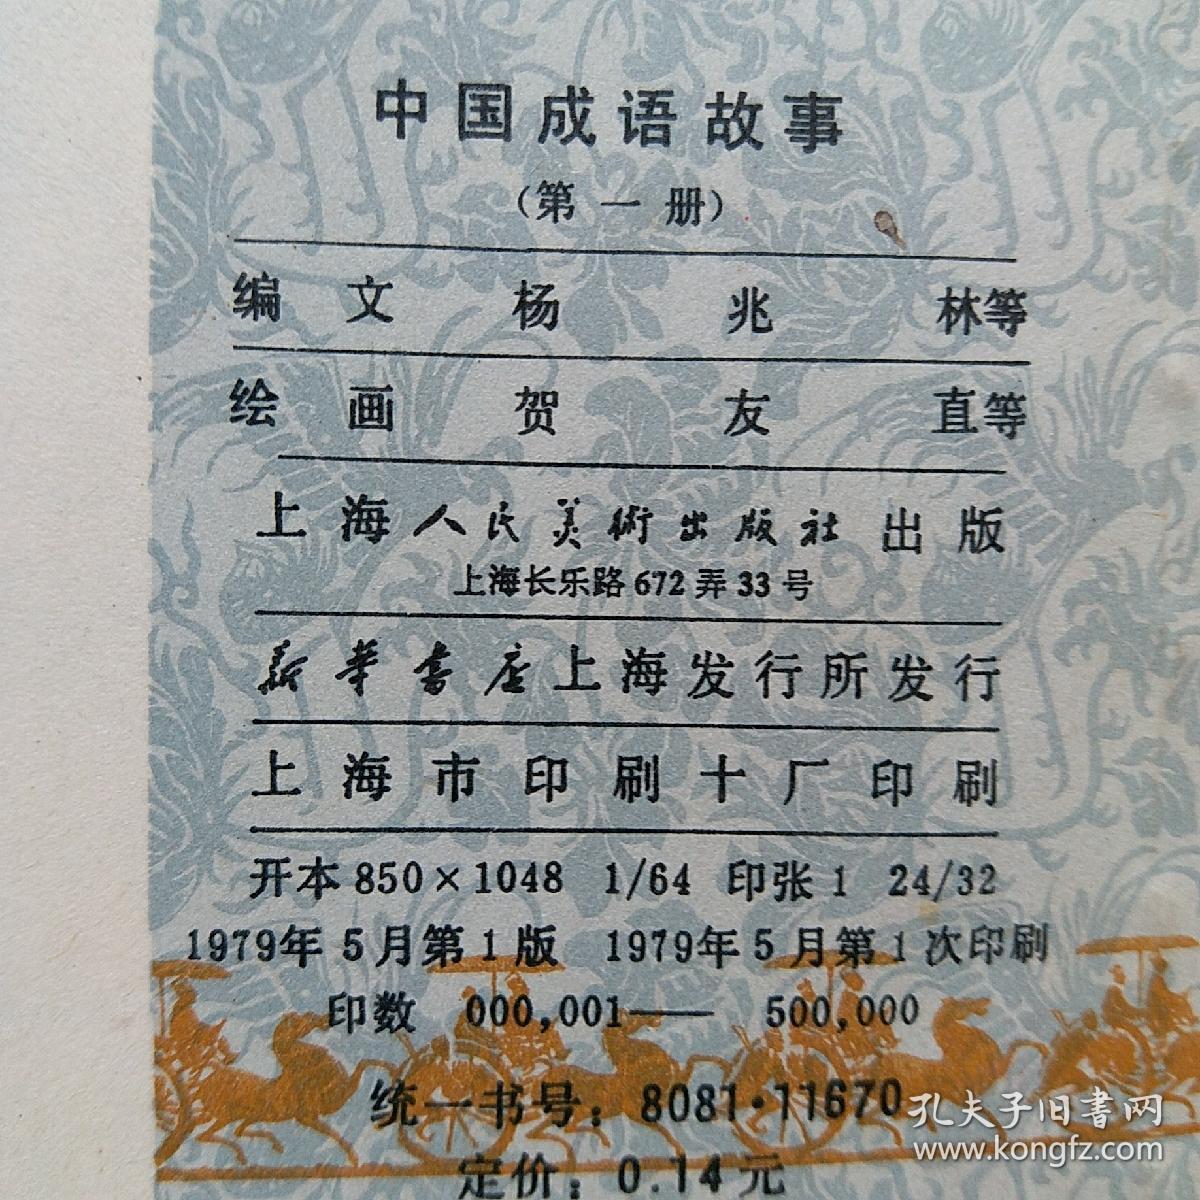 中国成语故事
（第一册）
编文 杨兆林等
绘画 贺友直等
上海人民美術出版社出版
上海长乐路672弄33号
新华书店上海发行所发行
上海市印刷十厂印刷
开本850×1048 1/64 印张1 24/32
1979年5月第1版 1979年5月第1次印刷
印数 000,001—— 500,000
统一书号：8081·11670
定价：0.14元
孔夫子旧書网
www.kongfz.com